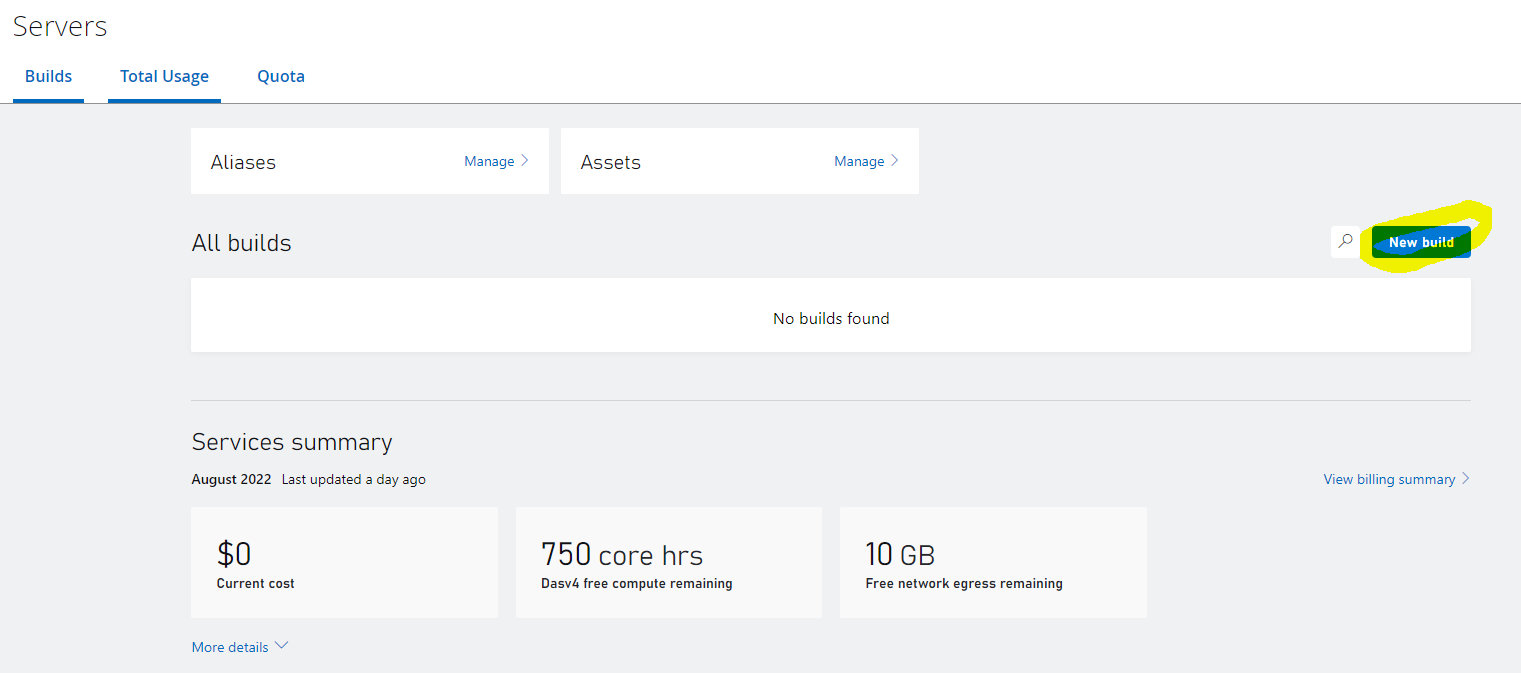 Servers
Builds Total Usage Quota
Aliases Manage Assets Manage
All builds New build
No builds found
Services summary
August 2022 Last updated a day ago View billing summary
$0 750 core hrs 10 GB
Current cost Dasv4 free compute remaining Free network egress remaining
More details